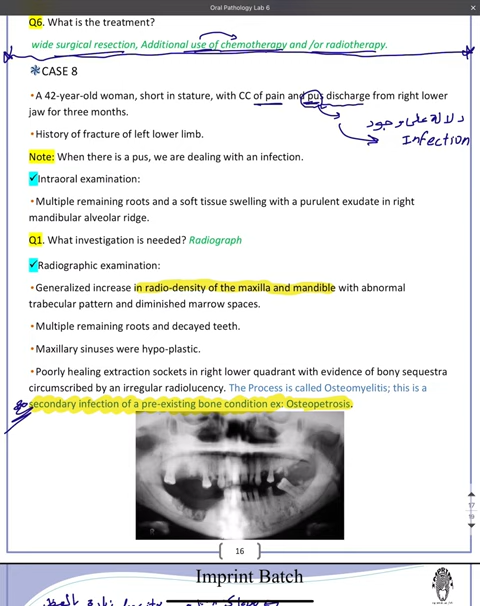 Oral Pathology Lab 6
Q6. What is the treatment?
wide surgical resection, Additional use of chemotherapy and /or radiotherapy.
CASE 8
•A 42-year-old woman, short in stature, with CC of pain and pus discharge from right lower
jaw for three months.
دلالة على وجود
Infection
•History of fracture of left lower limb.
Note: When there is a pus, we are dealing with an infection.
✓Intraoral examination:
•Multiple remaining roots and a soft tissue swelling with a purulent exudate in right
mandibular alveolar ridge.
Q1. What investigation is needed? Radiograph
✓Radiographic examination:
•Generalized increase in radio-density of the maxilla and mandible with abnormal
trabecular pattern and diminished marrow spaces.
•Multiple remaining roots and decayed teeth.
•Maxillary sinuses were hypo-plastic.
•Poorly healing extraction sockets in right lower quadrant with evidence of bony sequestra
circumscribed by an irregular radiolucency. The Process is called Osteomyelitis; this is a
secondary infection of a pre-existing bone condition ex: Osteopetrosis.
17
19
16
Imprint Batch